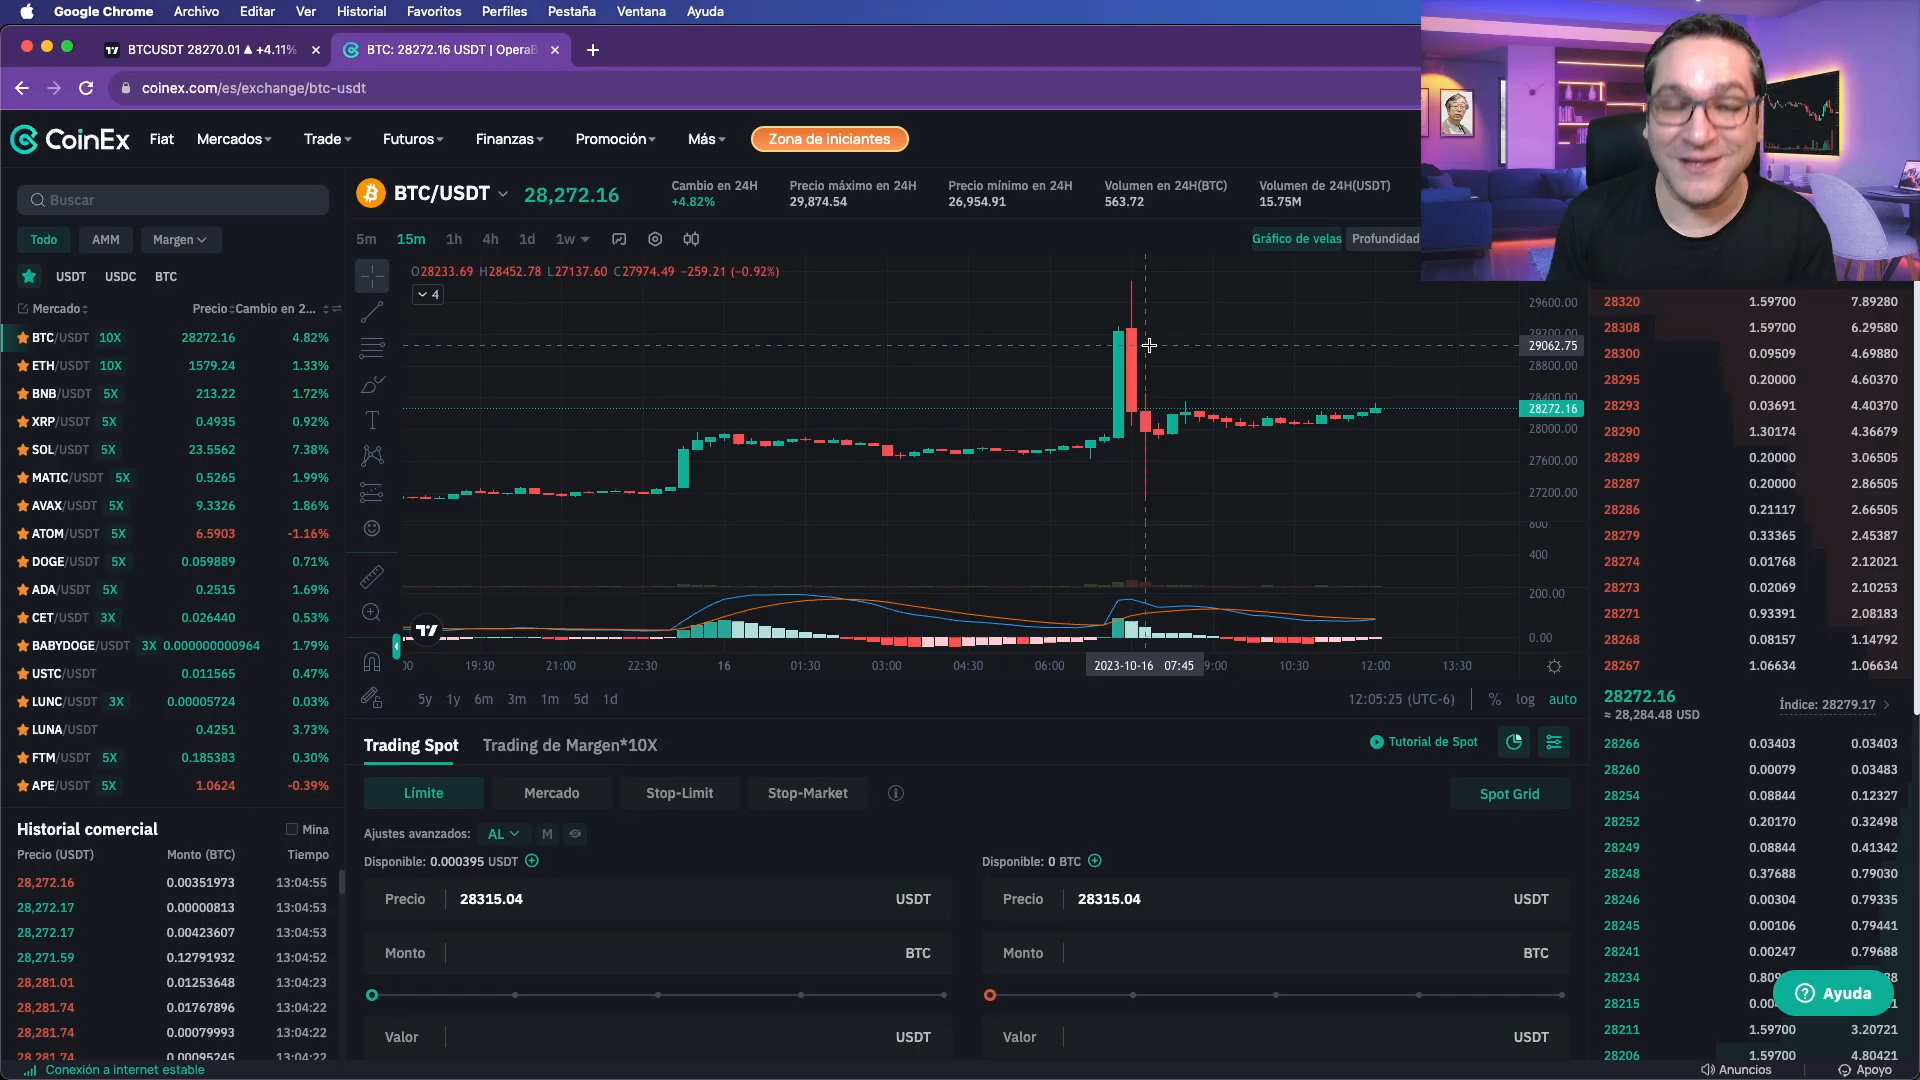 Google Chrome Archivo Editar Ver Historial Favoritos Perfiles Pestaña Ventana Ayuda
BTCUSDT 28270.01 ▲ +4.11%
BTC: 28272.16 USDT | OperaB
coinex.com/es/exchange/btc-usdt
CoinEx Fiat Mercados Trade Futuros Finanzas Promoción Más Zona de iniciantes
Buscar
Todo AMM Margen
USDT USDC BTC
Mercado Precio Cambio en 2...
BTC/USDT 10X 28272.16 4.82%
ETH/USDT 10X 1579.24 1.33%
BNB/USDT 5X 213.22 1.72%
XRP/USDT 5X 0.4935 0.92%
SOL/USDT 5X 23.5562 7.38%
MATIC/USDT 5X 0.5265 1.99%
AVAX/USDT 5X 9.3326 1.86%
ATOM/USDT 5X 6.5903 -1.16%
DOGE/USDT 5X 0.059889 0.71%
ADA/USDT 5X 0.2515 1.69%
CET/USDT 3X 0.026440 0.53%
BABYDOGE/USDT 3X 0.000000000964 1.79%
USTC/USDT 0.011565 0.47%
LUNC/USDT 3X 0.00005724 0.03%
LUNA/USDT 0.4251 3.73%
FTM/USDT 5X 0.185383 0.30%
APE/USDT 5X 1.0624 -0.39%
Historial comercial Mina
Precio (USDT) Monto (BTC) Tiempo
28,272.16 0.00351973 13:04:55
28,272.17 0.00000813 13:04:53
28,272.17 0.00423607 13:04:53
28,271.59 0.12791932 13:04:52
28,281.01 0.01253648 13:04:23
28,281.74 0.01767896 13:04:22
28,281.74 0.00079993 13:04:22
28,281.74 0.00095245 13:04:22
Conexión a internet estable
BTC/USDT 28,272.16
Cambio en 24H Precio máximo en 24H Precio mínimo en 24H Volumen en 24H(BTC) Volumen de 24H(USDT)
+4.82% 29,874.54 26,954.91 563.72 15.75M
5m 15m 1h 4h 1d 1w
Gráfico de velas Profundidad
O28233.69 H28452.78 L27137.60 C27974.49 -259.21 (-0.92%)
4
29600.00
29200.00
29062.75
28800.00
28400.00
28272.16
28000.00
27600.00
27200.00
800
400
200.00
0.00
:00 19:30 21:00 22:30 16 01:30 03:00 04:30 06:00 2023-10-16 07:45 9:00 10:30 12:00 13:30
5y 1y 6m 3m 1m 5d 1d
12:05:25 (UTC-6) % log auto
Trading Spot Trading de Margen*10X
Tutorial de Spot
Límite Mercado Stop-Limit Stop-Market
Spot Grid
Ajustes avanzados: AL M
Disponible: 0.000395 USDT
Precio 28315.04 USDT
Monto BTC
Valor USDT
Disponible: 0 BTC
Precio 28315.04 USDT
Monto BTC
Valor USDT
28320 1.59700 7.89280
28308 1.59700 6.29580
28300 0.09509 4.69880
28295 0.20000 4.60370
28293 0.03691 4.40370
28290 1.30174 4.36679
28289 0.20000 3.06505
28287 0.20000 2.86505
28286 0.21117 2.66505
28279 0.33365 2.45387
28274 0.01768 2.12021
28273 0.02069 2.10253
28271 0.93391 2.08183
28268 0.08157 1.14792
28267 1.06634 1.06634
28272.16
≈ 28,284.48 USD
Índice: 28279.17
28266 0.03403 0.03403
28260 0.00079 0.03483
28254 0.08844 0.12327
28252 0.20170 0.32498
28249 0.08844 0.41342
28248 0.37688 0.79030
28246 0.00304 0.79335
28245 0.00106 0.79441
28241 0.00247 0.79688
28234
28215
28211 1.59700 3.20721
28206 1.59700 4.80421
Ayuda
Anuncios Apoyo